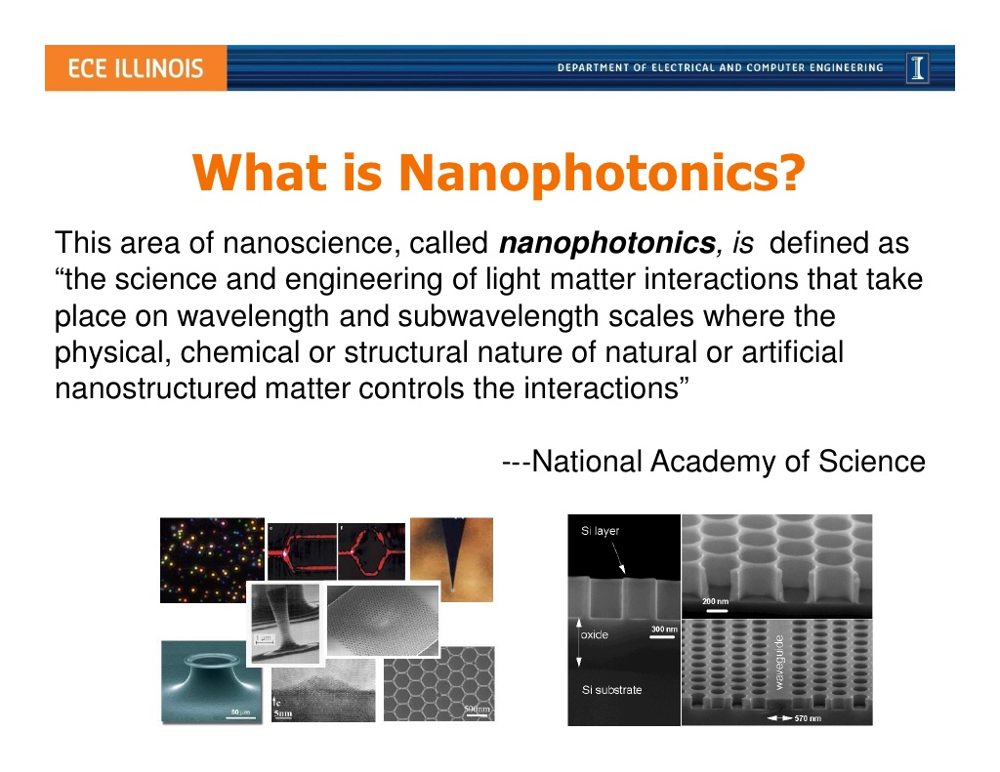 ECE ILLINOIS
DEPARTMENT OF ELECTRICAL AND COMPUTER ENGINEERING
I
What is Nanophotonics?
This area of nanoscience, called nanophotonics, is defined as
“the science and engineering of light matter interactions that take
place on wavelength and subwavelength scales where the
physical, chemical or structural nature of natural or artificial
nanostructured matter controls the interactions”
---National Academy of Science
1 μm
50 μm
c
5nm
500nm
Si layer
300 nm
oxide
Si substrate
200 nm
waveguide
570 nm